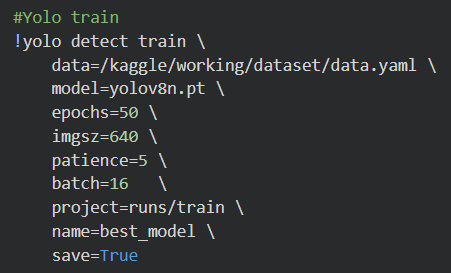 #Yolo train
!yolo detect train \
    data=/kaggle/working/dataset/data.yaml \
    model=yolov8n.pt \
    epochs=50 \
    imgsz=640 \
    patience=5 \
    batch=16   \
    project=runs/train \
    name=best_model \
    save=True